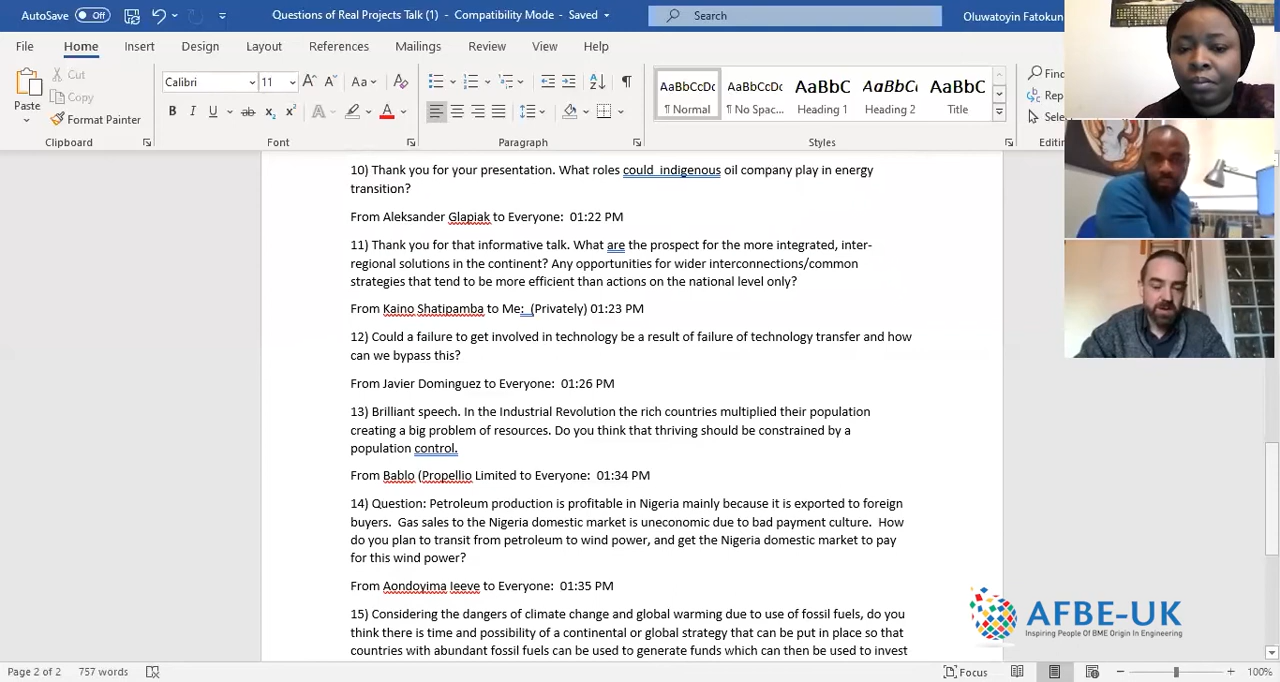 AutoSave Off Questions of Real Projects Talk (1) - Compatibility Mode - Saved Search Oluwatoyin Fatokun
File Home Insert Design Layout References Mailings Review View Help
Paste Cut Copy Format Painter
Calibri 11 Aa
B I U ab x2 x2 A A
AaBbCcDc AaBbCcDc AaBbC AaBbCc AaBbC
¶ Normal ¶ No Spac... Heading 1 Heading 2 Title
Find
Rep
Sele
Clipboard Font Paragraph Styles Editin
10) Thank you for your presentation. What roles could  indigenous oil company play in energy
transition?
From Aleksander Glapiak to Everyone:  01:22 PM
11) Thank you for that informative talk. What are the prospect for the more integrated, inter-
regional solutions in the continent? Any opportunities for wider interconnections/common
strategies that tend to be more efficient than actions on the national level only?
From Kaino Shatipamba to Me:  (Privately) 01:23 PM
12) Could a failure to get involved in technology be a result of failure of technology transfer and how
can we bypass this?
From Javier Dominguez to Everyone:  01:26 PM
13) Brilliant speech. In the Industrial Revolution the rich countries multiplied their population
creating a big problem of resources. Do you think that thriving should be constrained by a
population control.
From Bablo (Propellio Limited to Everyone:  01:34 PM
14) Question: Petroleum production is profitable in Nigeria mainly because it is exported to foreign
buyers.  Gas sales to the Nigeria domestic market is uneconomic due to bad payment culture.  How
do you plan to transit from petroleum to wind power, and get the Nigeria domestic market to pay
for this wind power?
From Aondoyima Ieeve to Everyone:  01:35 PM
15) Considering the dangers of climate change and global warming due to use of fossil fuels, do you
think there is time and possibility of a continental or global strategy that can be put in place so that
countries with abundant fossil fuels can be used to generate funds which can then be used to invest
AFBE-UK
Inspiring People Of BME Origin In Engineering
Page 2 of 2 757 words Focus 100%